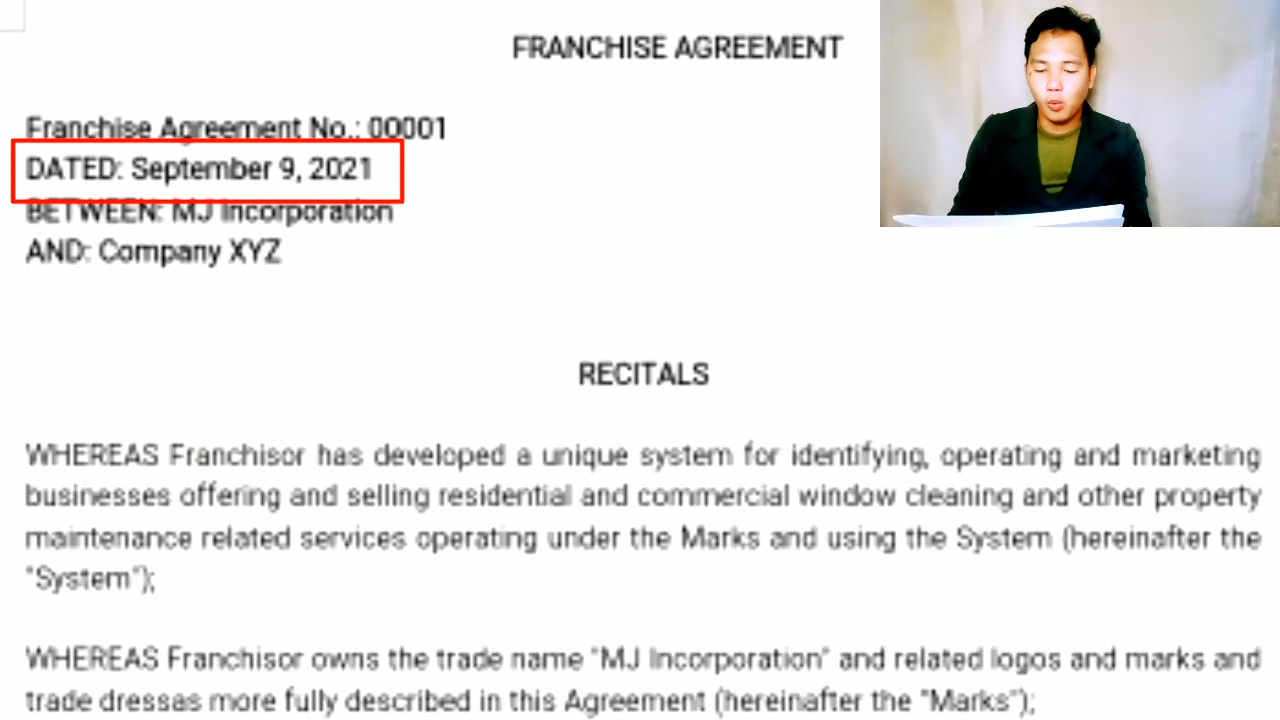 FRANCHISE AGREEMENT
Franchise Agreement No.: 00001
DATED: September 9, 2021
BETWEEN: MJ Incorporation
AND: Company XYZ
RECITALS
WHEREAS Franchisor has developed a unique system for identifying, operating and marketing
businesses offering and selling residential and commercial window cleaning and other property
maintenance related services operating under the Marks and using the System (hereinafter the
"System");
WHEREAS Franchisor owns the trade name "MJ Incorporation" and related logos and marks and
trade dressas more fully described in this Agreement (hereinafter the "Marks");